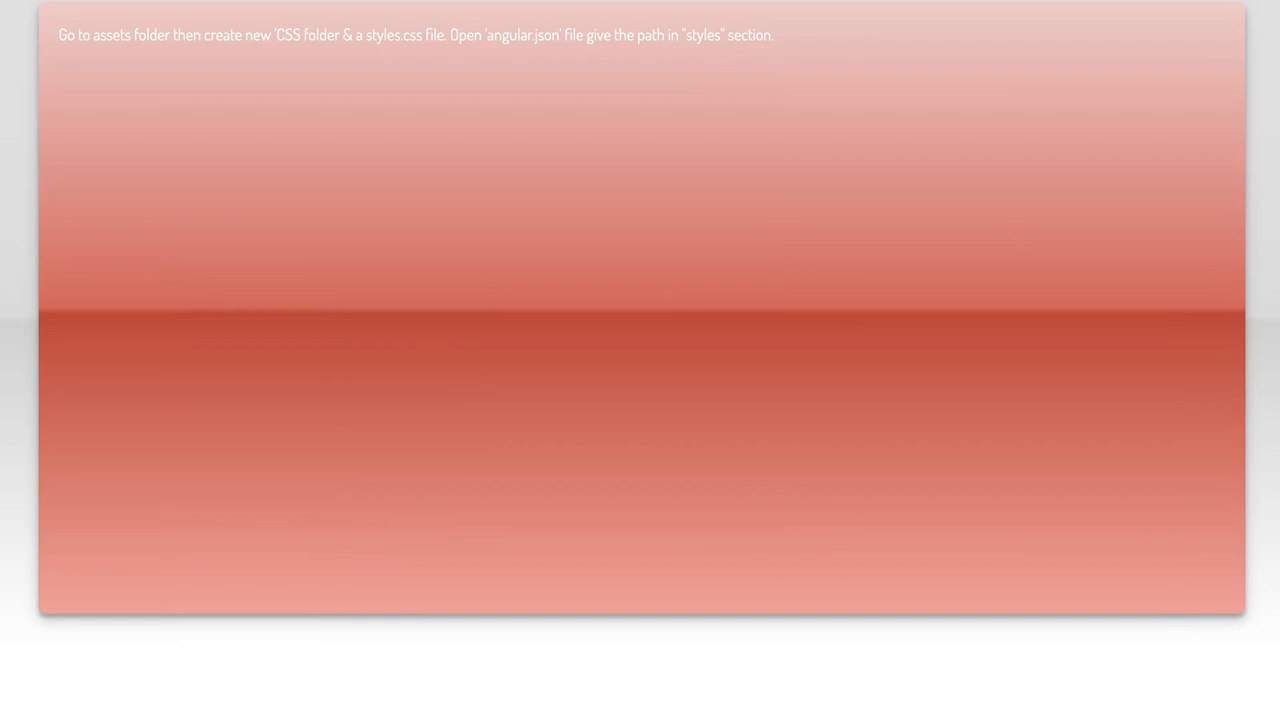 Go to assets folder then create new 'CSS folder & a styles.css file. Open 'angular.json' file give the path in "styles" section.